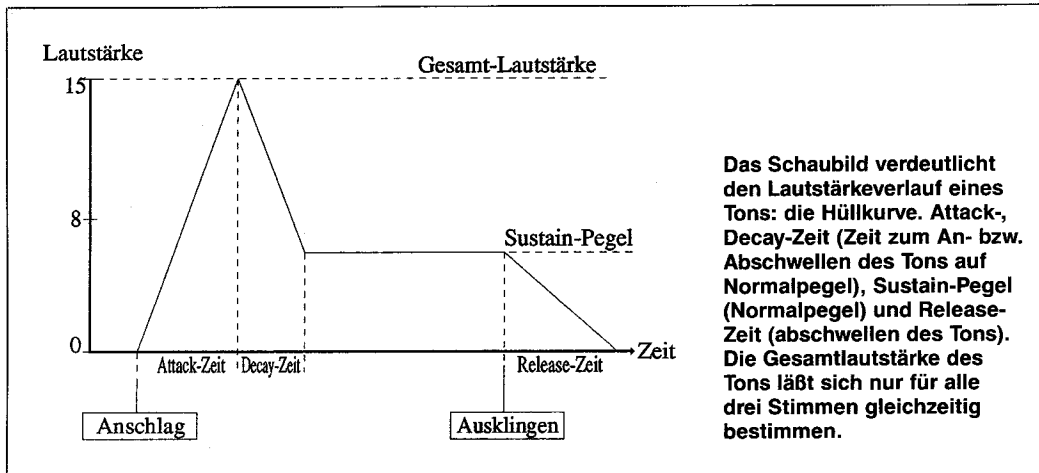 Lautstärke
Gesamt-Lautstärke
15
8
Sustain-Pegel
0
Zeit
Attack-Zeit
Decay-Zeit
Release-Zeit
Anschlag
Ausklingen
Das Schaubild verdeutlicht
den Lautstärkeverlauf eines
Tons: die Hüllkurve. Attack-,
Decay-Zeit (Zeit zum An- bzw.
Abschwellen des Tons auf
Normalpegel), Sustain-Pegel
(Normalpegel) und Release-
Zeit (abschwellen des Tons).
Die Gesamtlautstärke des
Tons läßt sich nur für alle
drei Stimmen gleichzeitig
bestimmen.